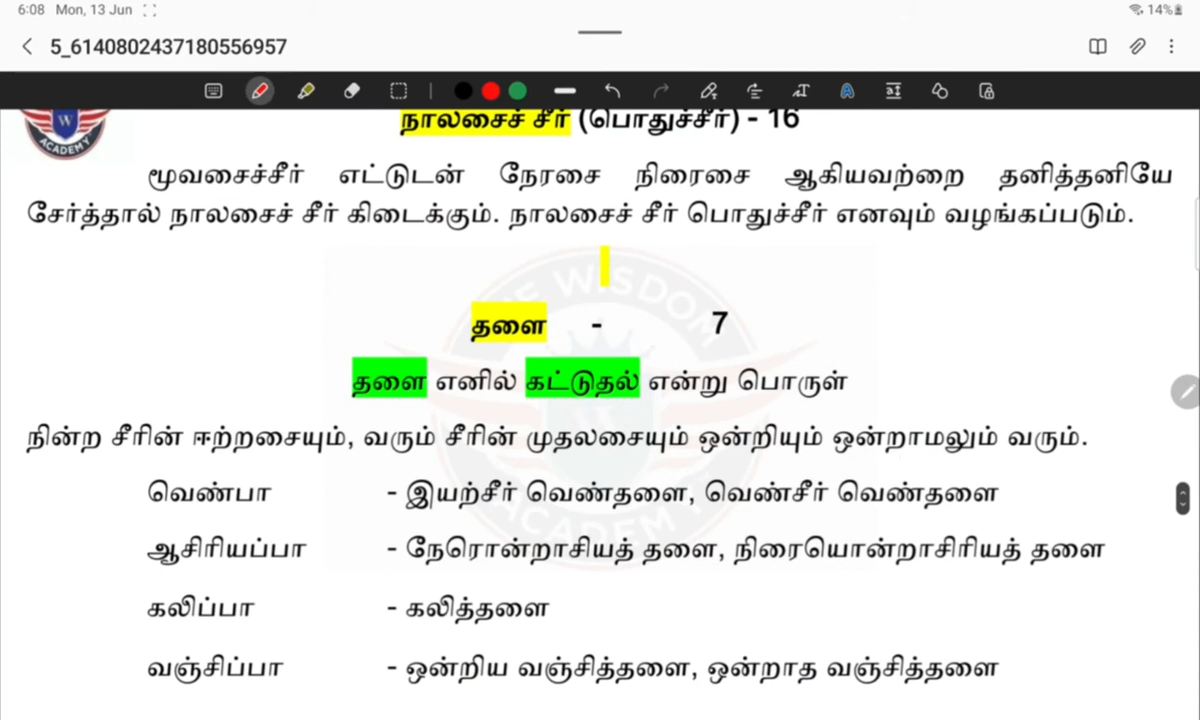 6:08 Mon, 13 Jun 14%
5_6140802437180556957
W
ACADEMY
நாலசைச் சீர் (பொதுச்சீர்) - 16
மூவசைச்சீர் எட்டுடன் நேரசை நிரைசை ஆகியவற்றை தனித்தனியே
சேர்த்தால் நாலசைச் சீர் கிடைக்கும். நாலசைச் சீர் பொதுச்சீர் எனவும் வழங்கப்படும்.
தளை - 7
தளை எனில் கட்டுதல் என்று பொருள்
நின்ற சீரின் ஈற்றசையும், வரும் சீரின் முதலசையும் ஒன்றியும் ஒன்றாமலும் வரும்.
வெண்பா - இயற்சீர் வெண்தளை, வெண்சீர் வெண்தளை
ஆசிரியப்பா - நேரொன்றாசியத் தளை, நிரையொன்றாசிரியத் தளை
கலிப்பா - கலித்தளை
வஞ்சிப்பா - ஒன்றிய வஞ்சித்தளை, ஒன்றாத வஞ்சித்தளை